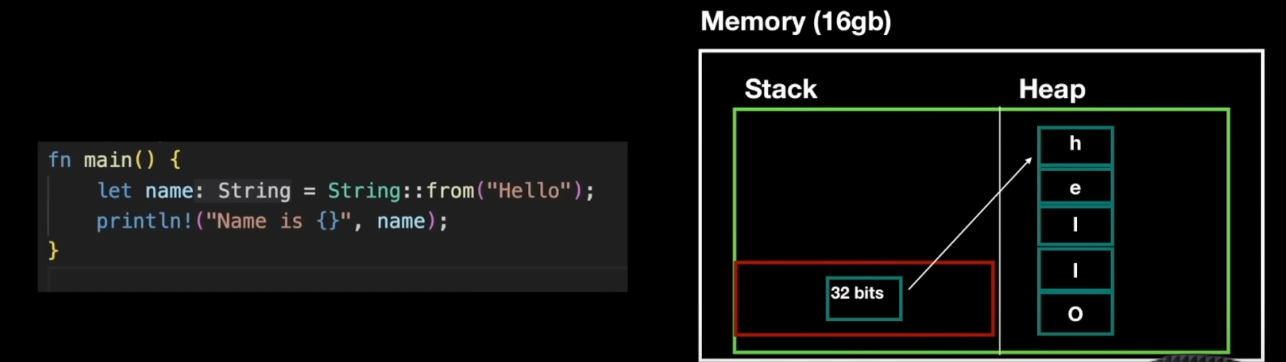 fn main() {
let name: String = String::from("Hello");
println!("Name is {}", name);
}
Memory (16gb)
Stack
Heap
32 bits
h
e
l
l
O